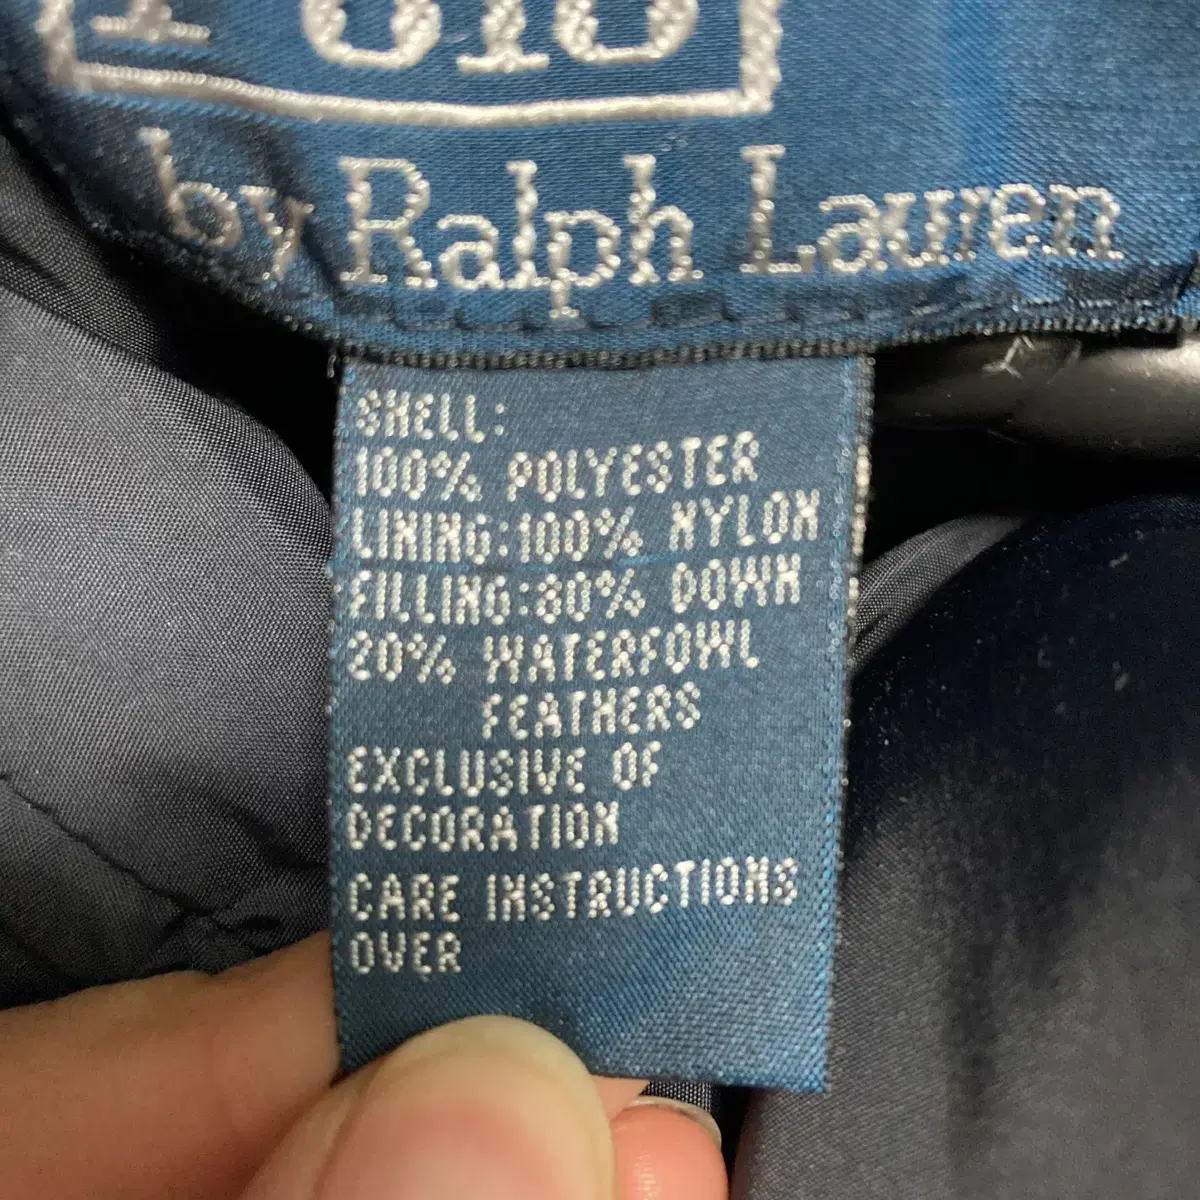 Polo
by Ralph Lauren
SHELL:
100% POLYESTER
LINING:100% NYLON
FILLING:80% DOWN
20% WATERFOWL
FEATHERS
EXCLUSIVE OF
DECORATION
CARE INSTRUCTIONS
OVER